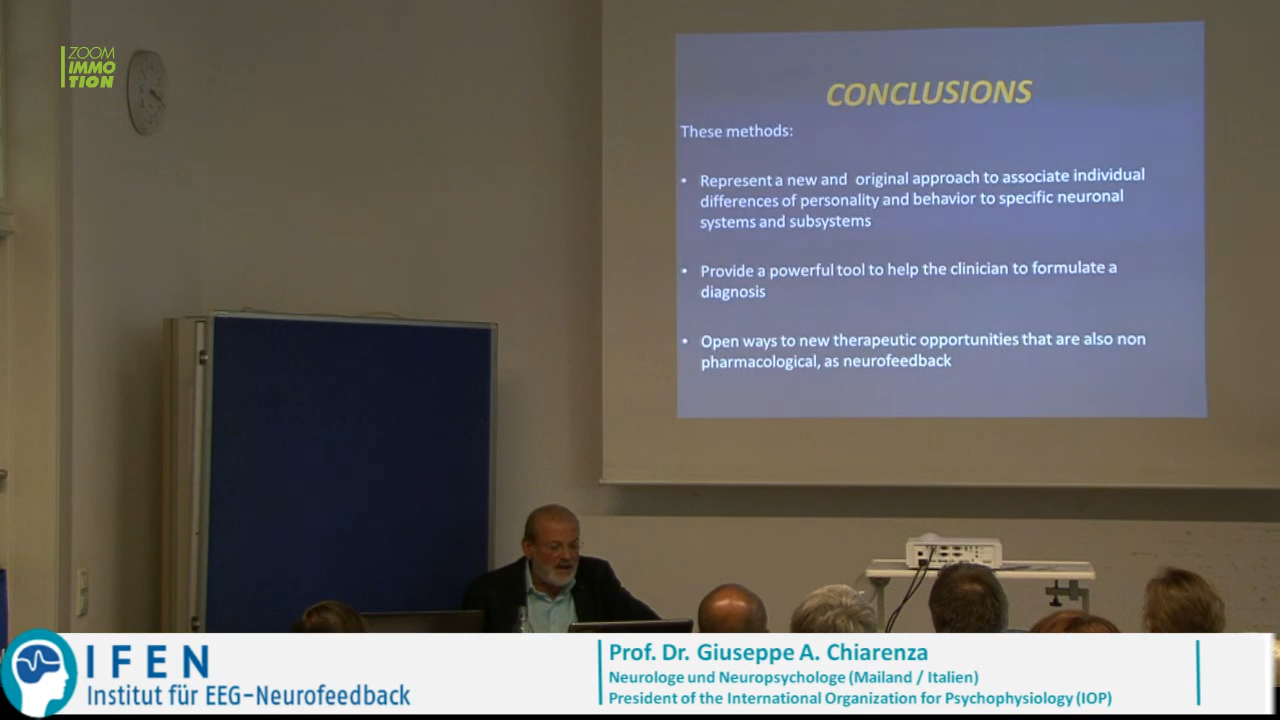 ZOOM
IMMO
TION
CONCLUSIONS
These methods:
• Represent a new and original approach to associate individual
differences of personality and behavior to specific neuronal
systems and subsystems
• Provide a powerful tool to help the clinician to formulate a
diagnosis
• Open ways to new therapeutic opportunities that are also non
pharmacological, as neurofeedback
IFEN
Institut für EEG-Neurofeedback
Prof. Dr. Giuseppe A. Chiarenza
Neurologe und Neuropsychologe (Mailand / Italien)
President of the International Organization for Psychophysiology (IOP)